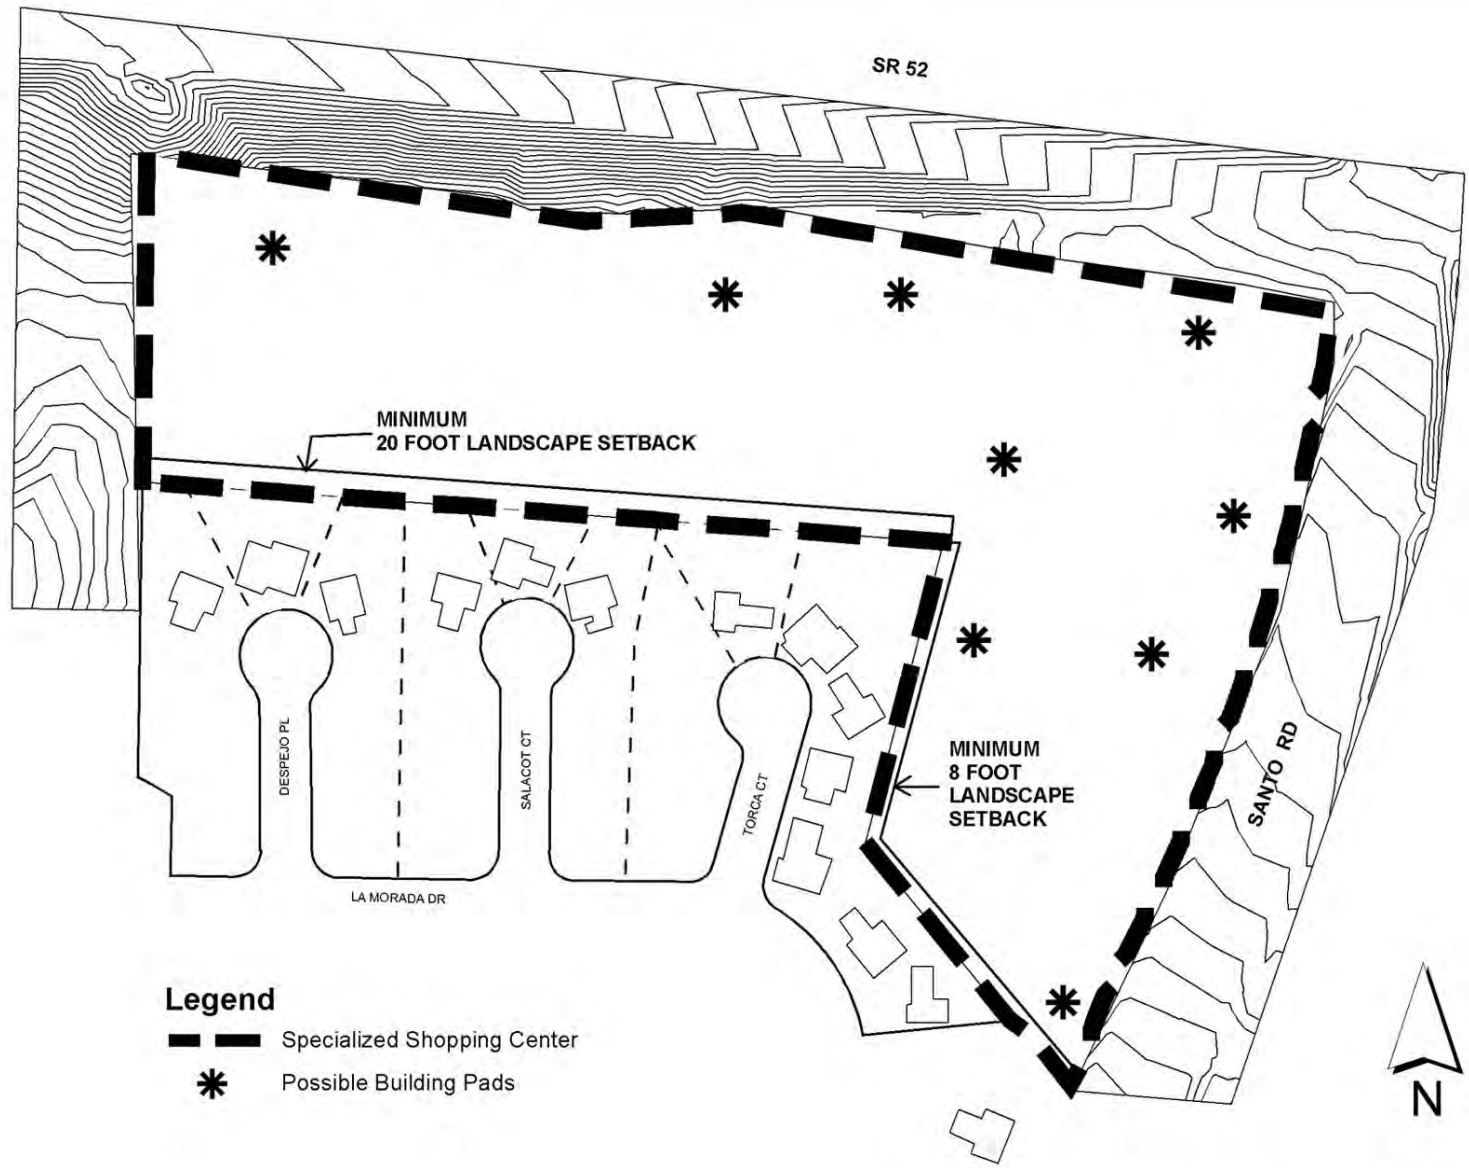 SR 52
MINIMUM
20 FOOT LANDSCAPE SETBACK
MINIMUM
8 FOOT
LANDSCAPE
SETBACK
SANTO RD
DESPEJO PL
SALACOT CT
TORCA CT
LA MORADA DR
Legend
Specialized Shopping Center
Possible Building Pads
N